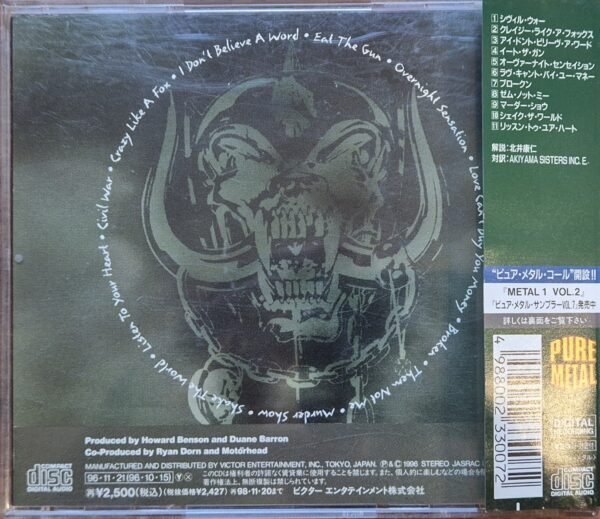 Civil War • Crazy Like A Fox • I Don't Believe A Word • Eat The Gun • Overnight Sensation • Love Can't Buy You Money • Broken • Them Not Me • Murder Show • Shake The World • Listen To Your Heart •
Produced by Howard Benson and Duane Barron
Co-Produced by Ryan Dorn and Motörhead
COMPACT
disc
DIGITAL AUDIO
MANUFACTURED AND DISTRIBUTED BY VICTOR ENTERTAINMENT, INC., TOKYO, JAPAN. Ⓟ&© 1996 STEREO JASRAC
96・11・21(96・10・15) Ⓨ Ⓧ
再¥2,500(税込) (税抜価格¥2,427) 再98・11・20まで
ビクター エンタテインメント株式会社
COMPACT
disc
DIGITAL AUDIO
1 シヴィル・ウォー
2 クレイジー・ライク・ア・フォックス
3 アイ・ドント・ビリーヴ・ア・ワード
4 イート・ザ・ガン
5 オーヴァーナイト・センセイション
6 ラヴ・キャント・バイ・ユー・マネー
7 ブロークン
8 ゼム・ノット・ミー
9 マーダー・ショウ
10 シェイク・ザ・ワールド
11 リッスン・トゥ・ユア・ハート
解説:北井康仁
対訳:AKIYAMA SISTERS INC. E.
"ピュア・メタル・コール"開設!!
『METAL 1 VOL.2』
「ピュア・メタル・サンプラーVOL.7」発売中
詳しくは裏面をご覧下さい
PURE
METAL
4 988002 330072
DIGITAL
RECORDING